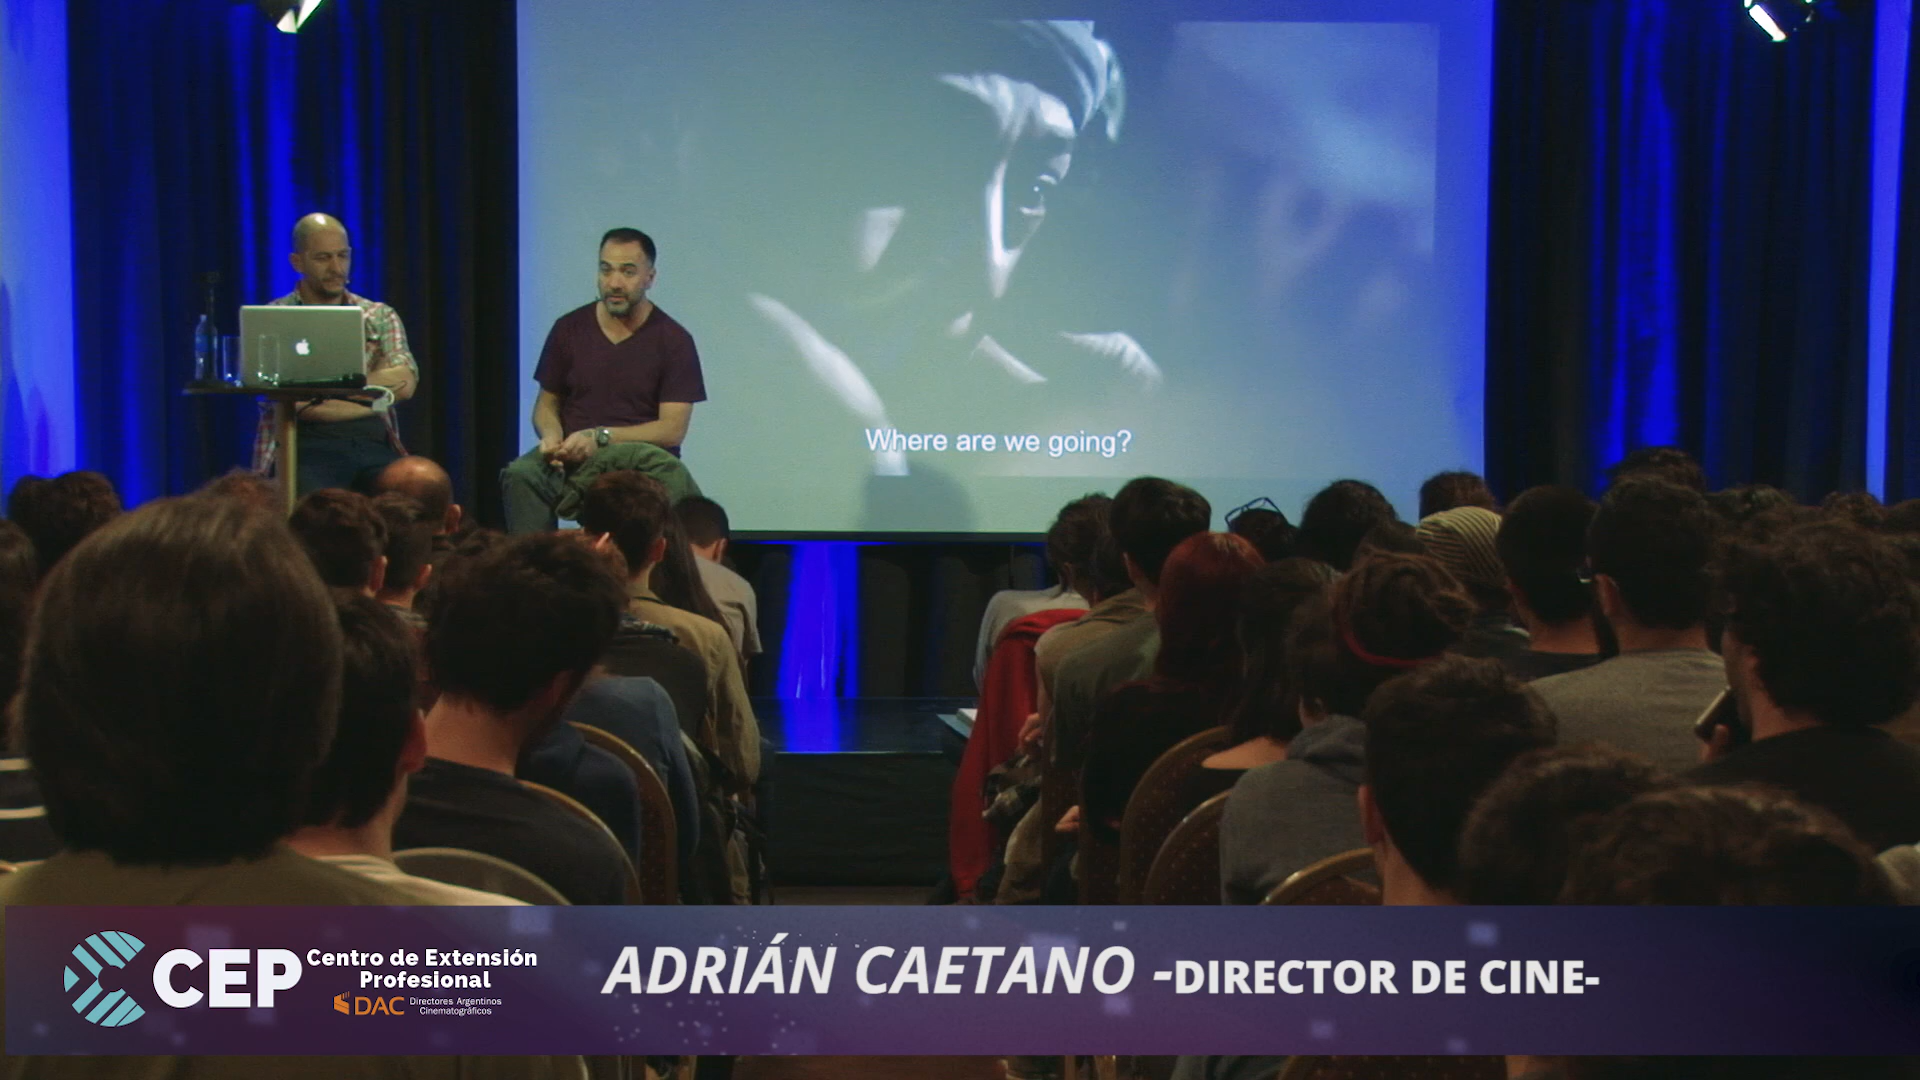 Where are we going?
CEP
Centro de Extensión
Profesional
DAC
Directores Argentinos
Cinematográficos
ADRIÁN CAETANO -DIRECTOR DE CINE-